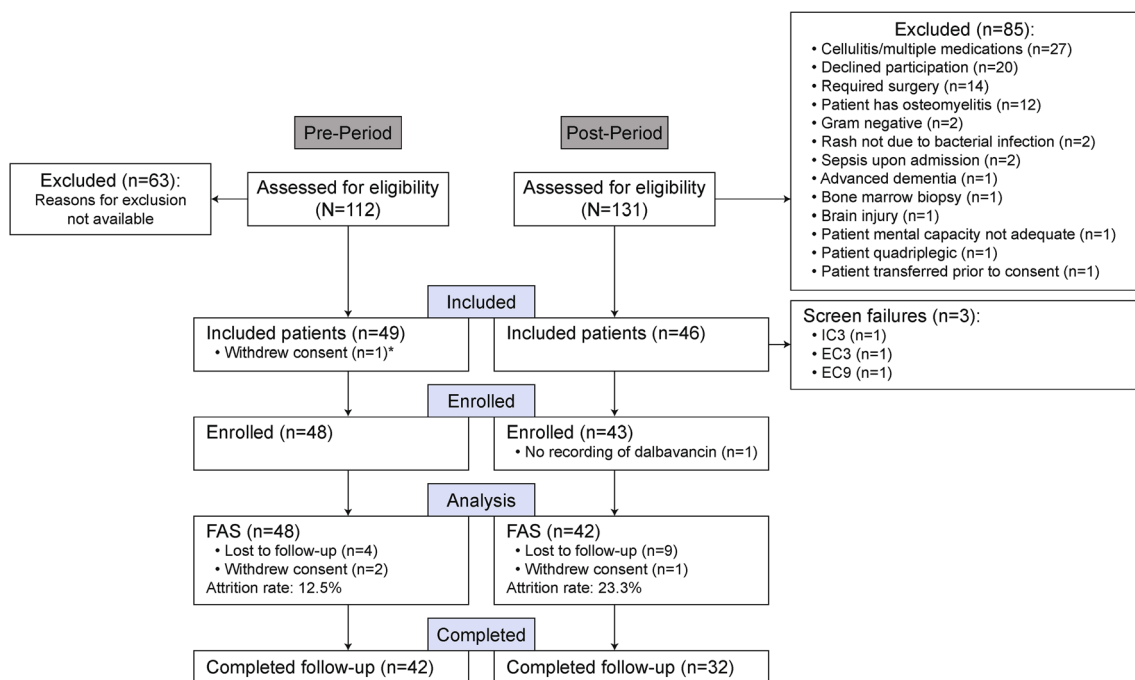 Pre-Period
Post-Period
Excluded (n=63):
Reasons for exclusion
not available
Assessed for eligibility
(N=112)
Assessed for eligibility
(N=131)
Excluded (n=85):
• Cellulitis/multiple medications (n=27)
• Declined participation (n=20)
• Required surgery (n=14)
• Patient has osteomyelitis (n=12)
• Gram negative (n=2)
• Rash not due to bacterial infection (n=2)
• Sepsis upon admission (n=2)
• Advanced dementia (n=1)
• Bone marrow biopsy (n=1)
• Brain injury (n=1)
• Patient mental capacity not adequate (n=1)
• Patient quadriplegic (n=1)
• Patient transferred prior to consent (n=1)
Included
Included patients (n=49)
• Withdrew consent (n=1)*
Included patients (n=46)
Screen failures (n=3):
• IC3 (n=1)
• EC3 (n=1)
• EC9 (n=1)
Enrolled
Enrolled (n=48)
Enrolled (n=43)
• No recording of dalbavancin (n=1)
Analysis
FAS (n=48)
• Lost to follow-up (n=4)
• Withdrew consent (n=2)
Attrition rate: 12.5%
FAS (n=42)
• Lost to follow-up (n=9)
• Withdrew consent (n=1)
Attrition rate: 23.3%
Completed
Completed follow-up (n=42)
Completed follow-up (n=32)